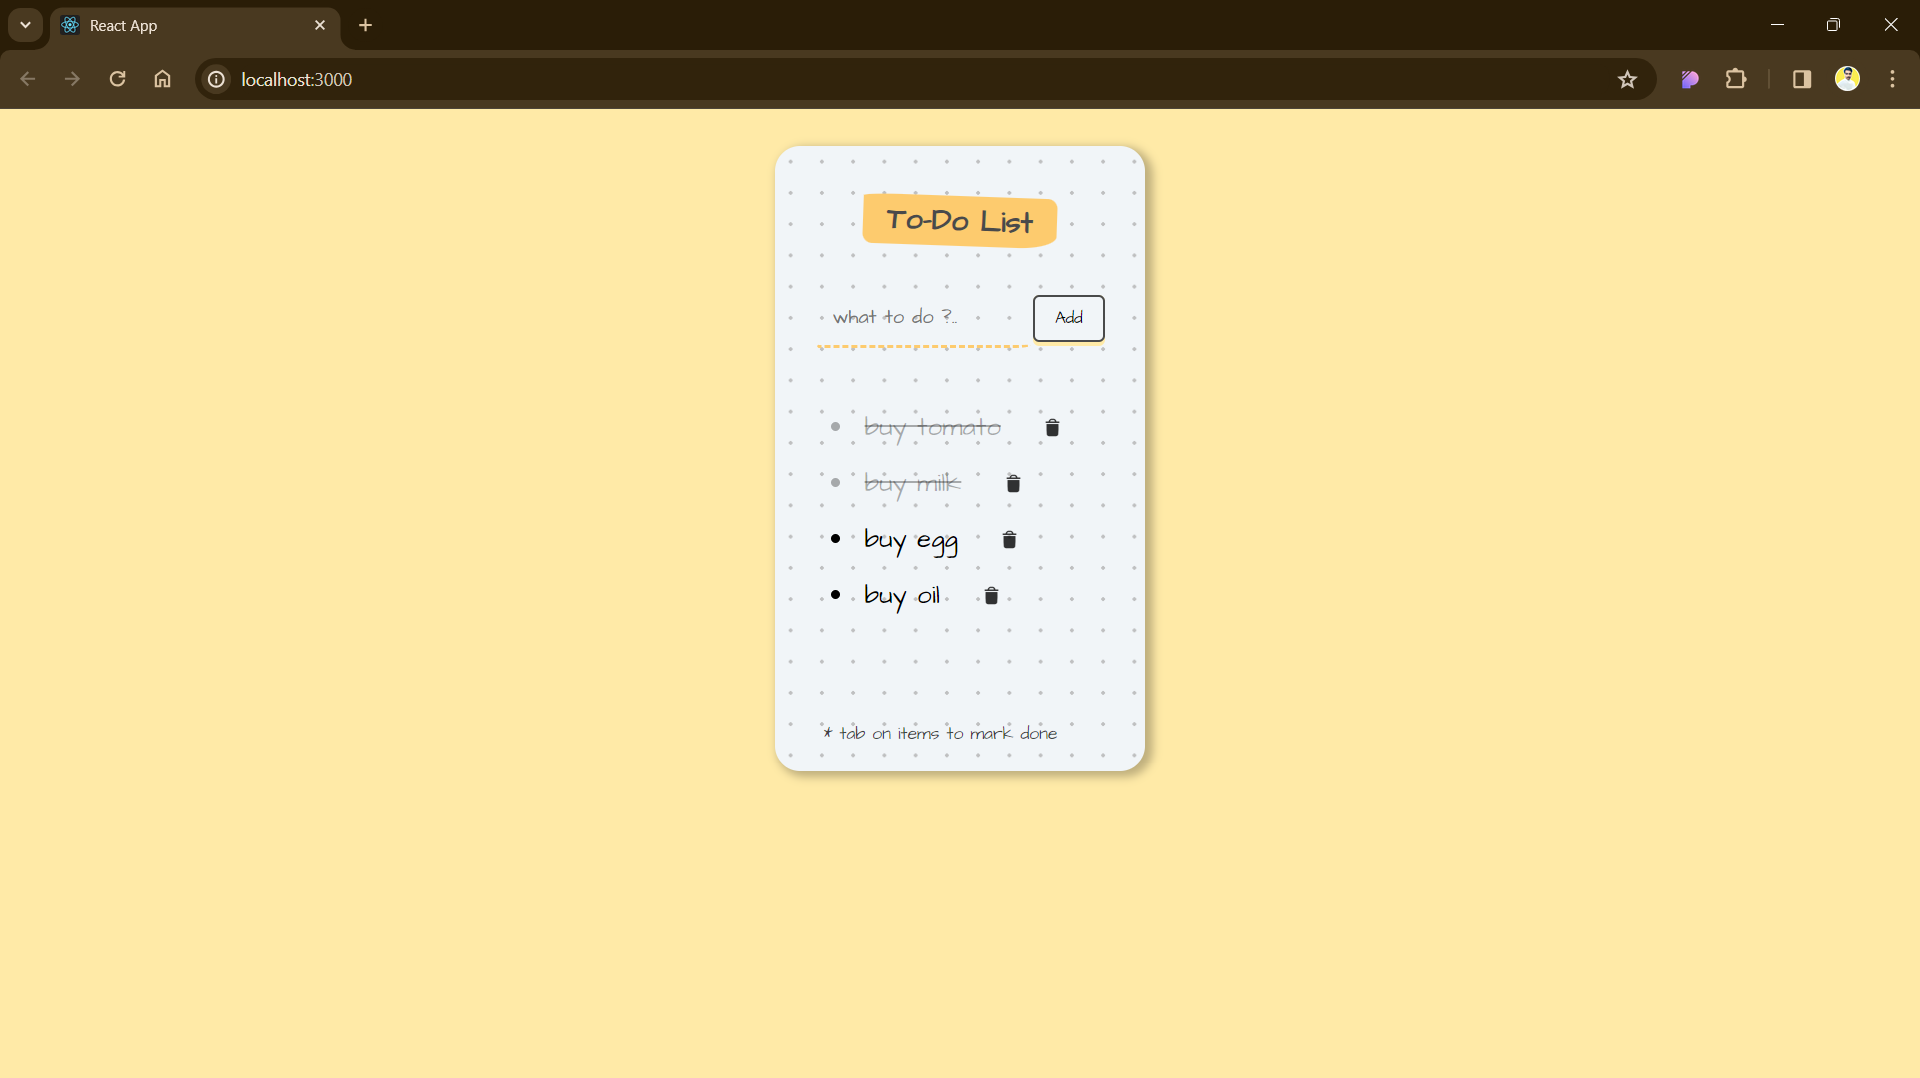 React App
localhost:3000
To-Do List
what to do ?..
Add
buy tomato
buy milk
buy egg
buy oil
* tab on items to mark done